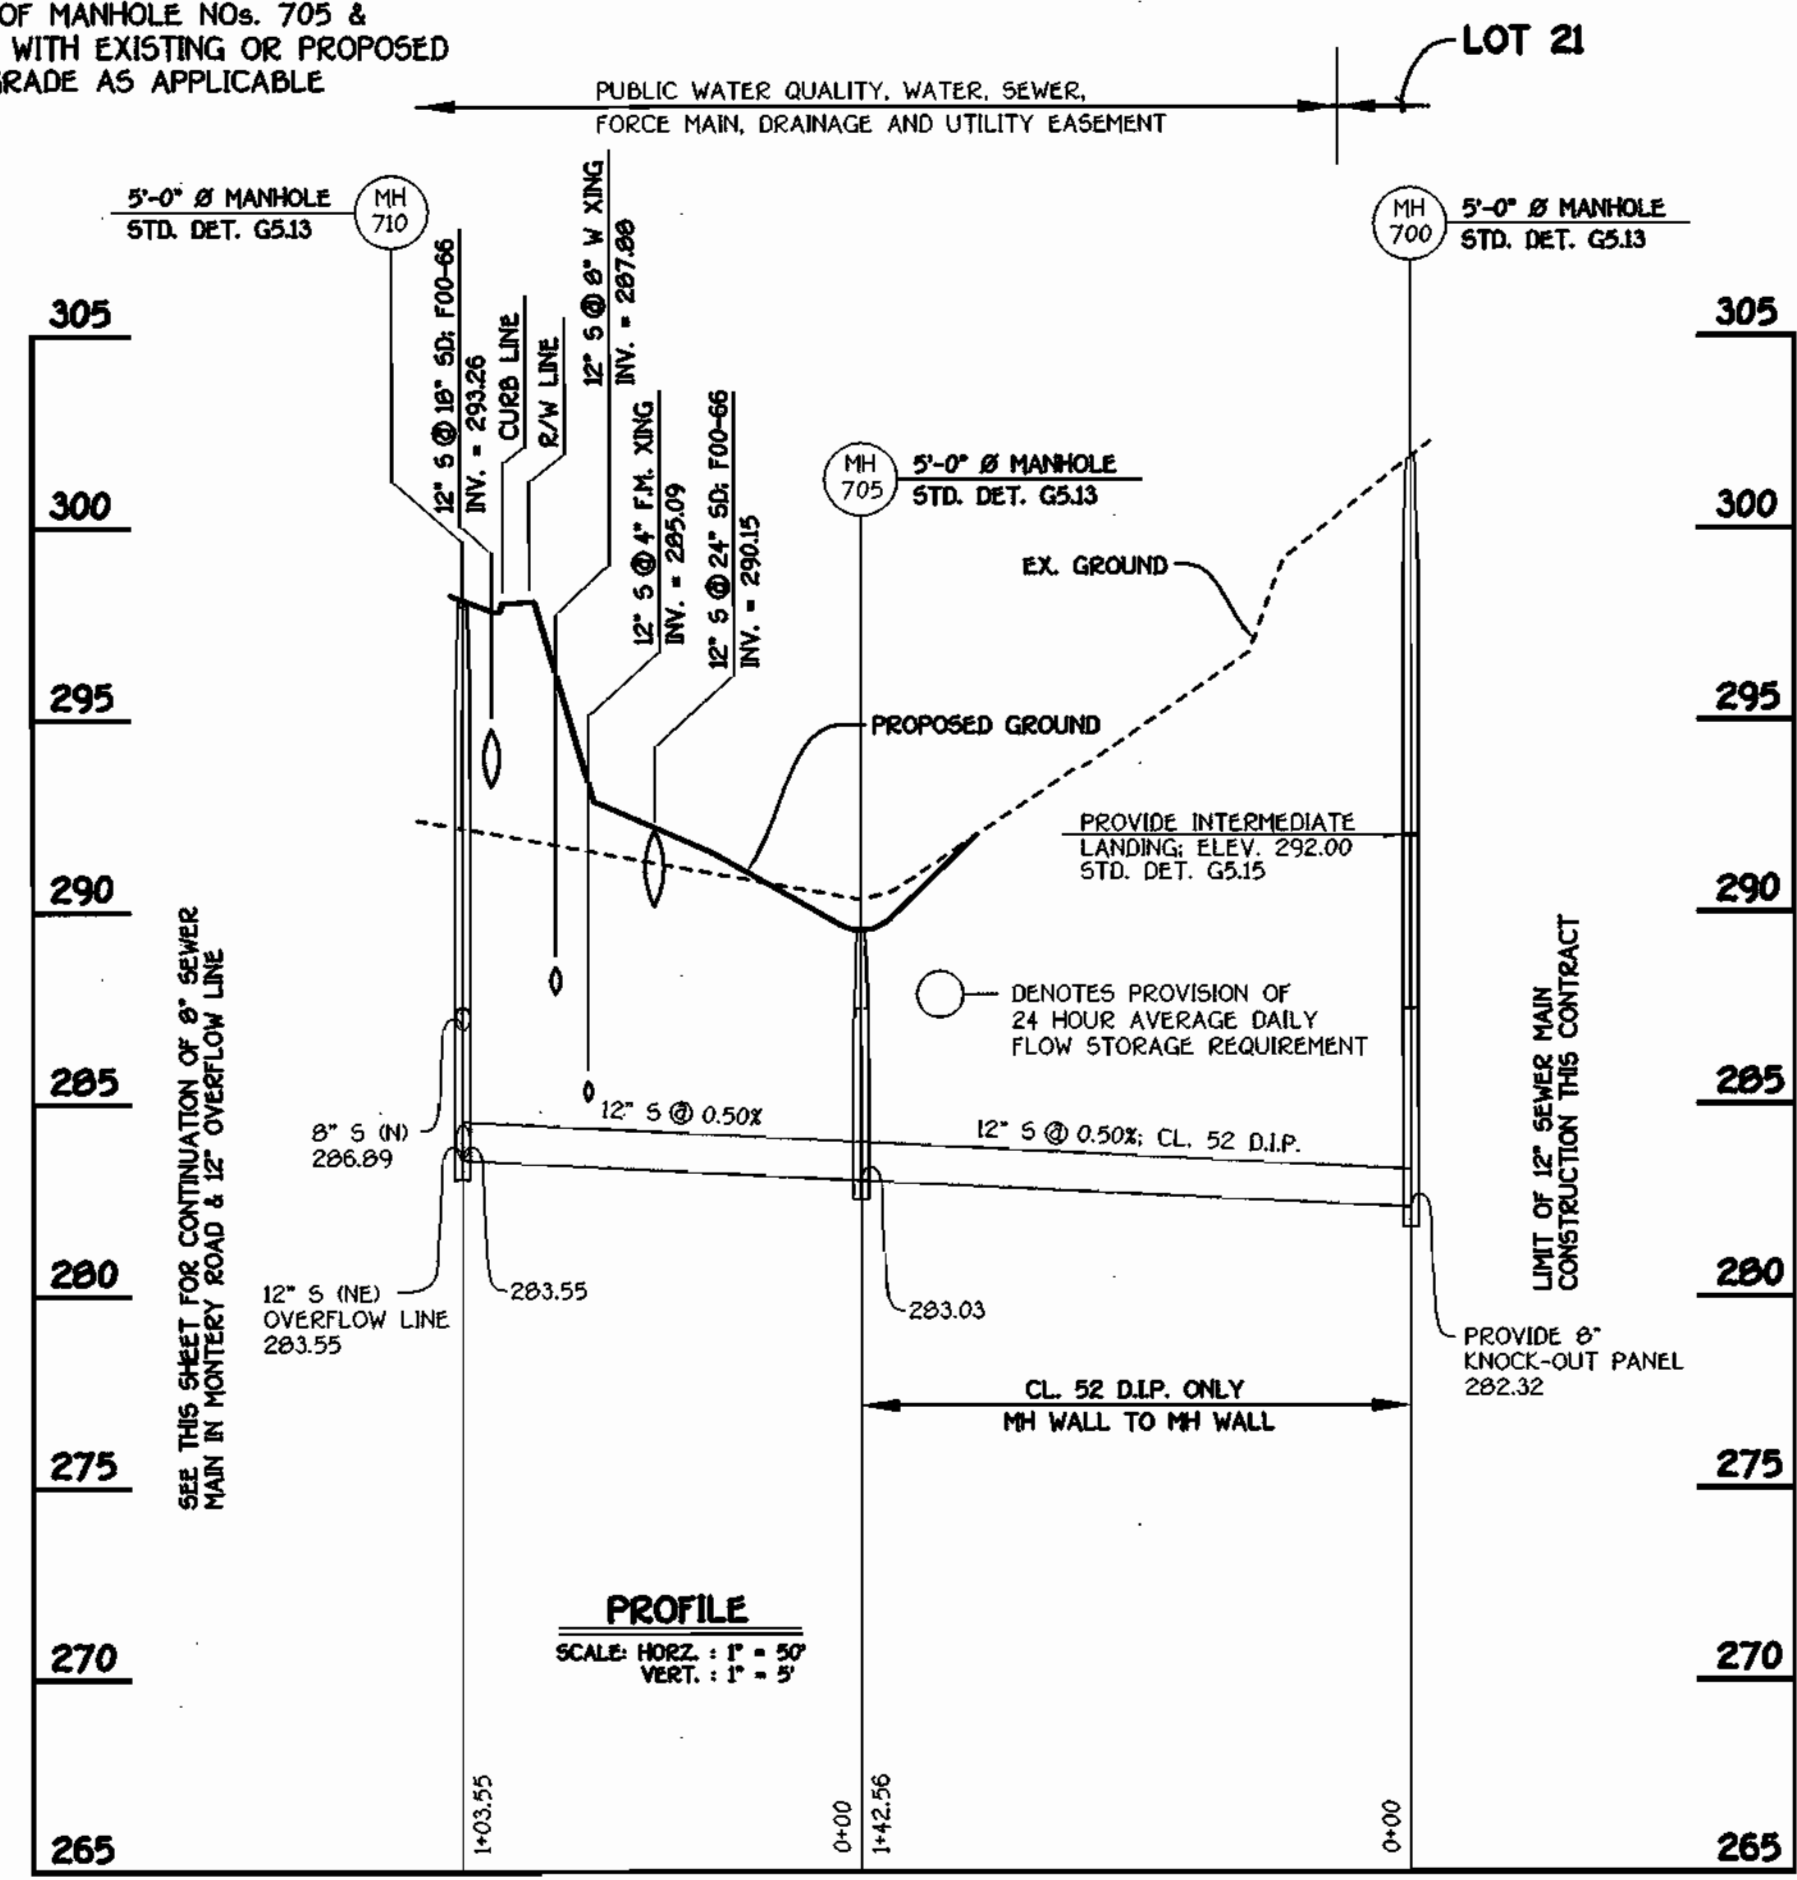 OF MANHOLE NOs. 705 &
WITH EXISTING OR PROPOSED
GRADE AS APPLICABLE
LOT 21
PUBLIC WATER QUALITY, WATER, SEWER,
FORCE MAIN, DRAINAGE AND UTILITY EASEMENT
5'-0" Ø MANHOLE
STD. DET. G5.13
MH
710
12" S @ 18" SD; F00-66
INV. = 293.26
CURB LINE
R/W LINE
12" S @ 8" W XING
INV. = 287.88
12" S @ 4" F.M. XING
INV. = 285.09
12" S @ 24" SD; F00-66
INV. = 290.15
MH
705
5'-0" Ø MANHOLE
STD. DET. G5.13
MH
700
5'-0" Ø MANHOLE
STD. DET. G5.13
305
300
295
290
285
280
275
270
265
305
300
295
290
285
280
275
270
265
EX. GROUND
PROPOSED GROUND
PROVIDE INTERMEDIATE
LANDING; ELEV. 292.00
STD. DET. G5.15
DENOTES PROVISION OF
24 HOUR AVERAGE DAILY
FLOW STORAGE REQUIREMENT
SEE THIS SHEET FOR CONTINUATION OF 8" SEWER
MAIN IN MONTERY ROAD & 12" OVERFLOW LINE
LIMIT OF 12" SEWER MAIN
CONSTRUCTION THIS CONTRACT
8" S (N)
286.89
12" S @ 0.50%
12" S @ 0.50%; CL. 52 D.I.P.
12" S (NE)
OVERFLOW LINE
283.55
283.55
283.03
PROVIDE 8"
KNOCK-OUT PANEL
282.32
CL. 52 D.I.P. ONLY
MH WALL TO MH WALL
PROFILE
SCALE: HORZ. : 1" = 50'
VERT. : 1" = 5'
1+03.55
0+00
1+42.56
0+00